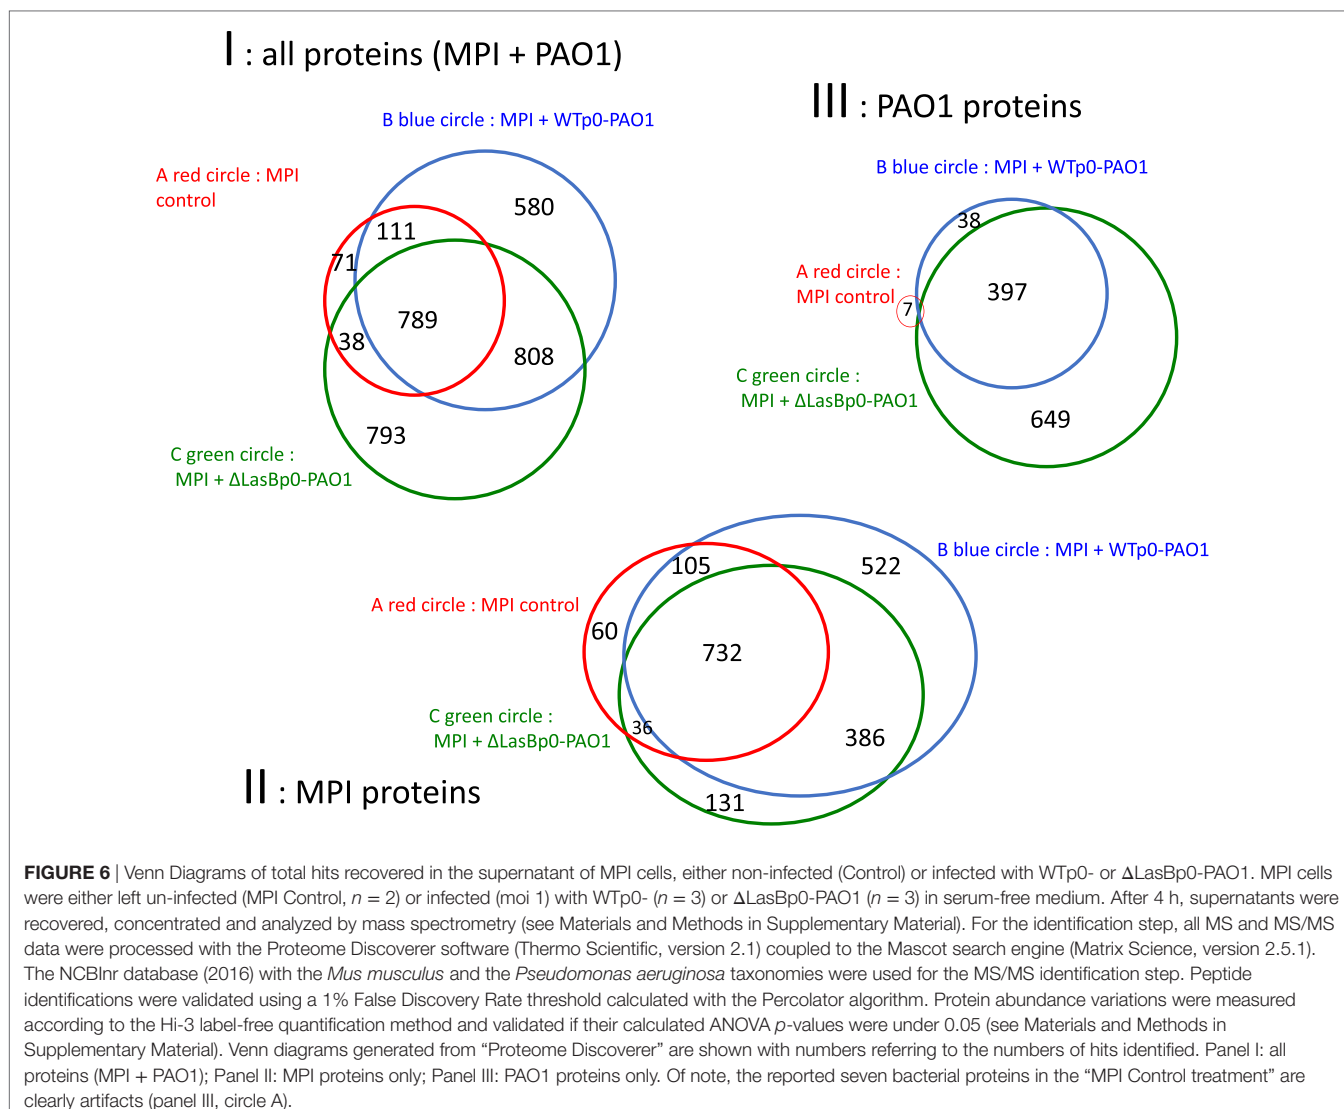 I : all proteins (MPI + PAO1)
B blue circle : MPI + WTp0-PAO1
A red circle : MPI
control
580
111
71
789
38
808
793
C green circle :
MPI + ΔLasBp0-PAO1
III : PAO1 proteins
B blue circle : MPI + WTp0-PAO1
38
A red circle :
MPI control
7
397
C green circle :
MPI + ΔLasBp0-PAO1
649
B blue circle : MPI + WTp0-PAO1
105
522
A red circle : MPI control
60
732
C green circle :
MPI + ΔLasBp0-PAO1
36
386
131
II : MPI proteins
FIGURE 6 | Venn Diagrams of total hits recovered in the supernatant of MPI cells, either non-infected (Control) or infected with WTp0- or ΔLasBp0-PAO1. MPI cells
were either left un-infected (MPI Control, n = 2) or infected (moi 1) with WTp0- (n = 3) or ΔLasBp0-PAO1 (n = 3) in serum-free medium. After 4 h, supernatants were
recovered, concentrated and analyzed by mass spectrometry (see Materials and Methods in Supplementary Material). For the identification step, all MS and MS/MS
data were processed with the Proteome Discoverer software (Thermo Scientific, version 2.1) coupled to the Mascot search engine (Matrix Science, version 2.5.1).
The NCBInr database (2016) with the Mus musculus and the Pseudomonas aeruginosa taxonomies were used for the MS/MS identification step. Peptide
identifications were validated using a 1% False Discovery Rate threshold calculated with the Percolator algorithm. Protein abundance variations were measured
according to the Hi-3 label-free quantification method and validated if their calculated ANOVA p-values were under 0.05 (see Materials and Methods in
Supplementary Material). Venn diagrams generated from “Proteome Discoverer” are shown with numbers referring to the numbers of hits identified. Panel I: all
proteins (MPI + PAO1); Panel II: MPI proteins only; Panel III: PAO1 proteins only. Of note, the reported seven bacterial proteins in the “MPI Control treatment” are
clearly artifacts (panel III, circle A).